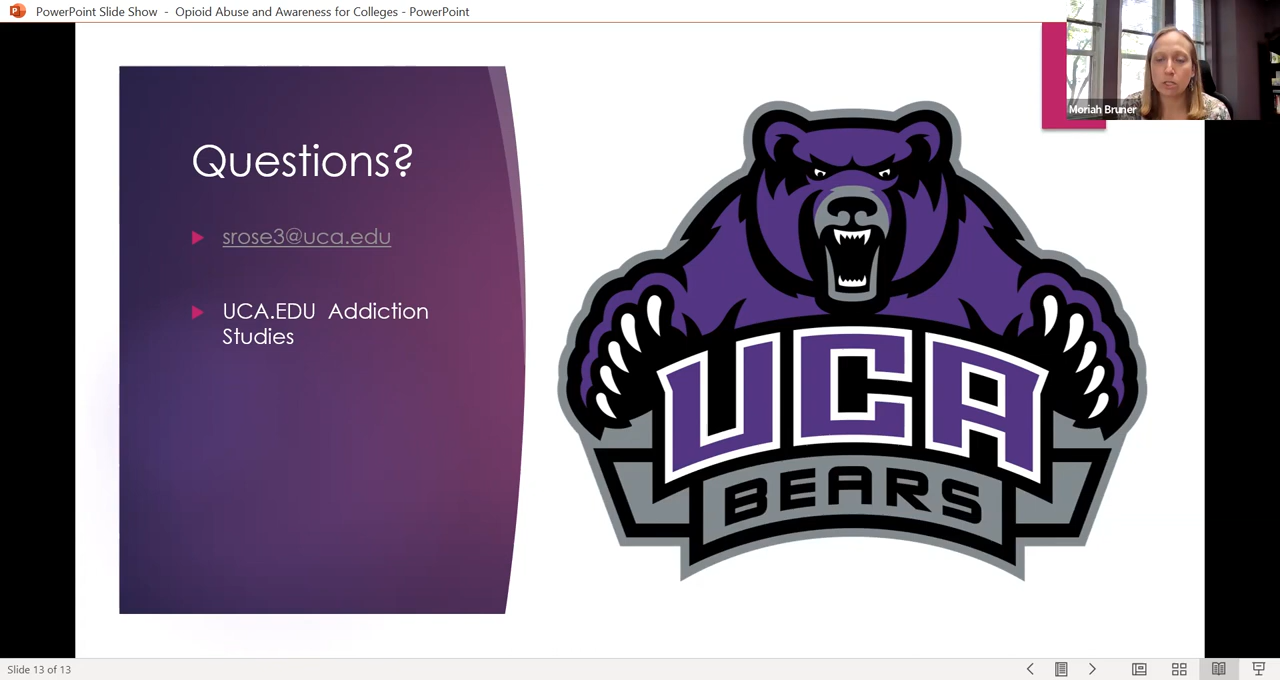 PowerPoint Slide Show - Opioid Abuse and Awareness for Colleges - PowerPoint
Moriah Bruner
Questions?
srose3@uca.edu
UCA.EDU Addiction
Studies
UCA
BEARS
Slide 13 of 13